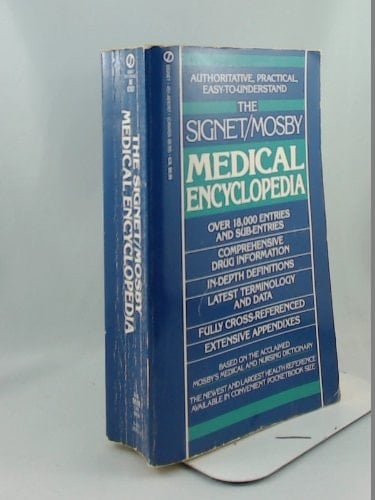 AUTHORITATIVE, PRACTICAL,
EASY-TO-UNDERSTAND
THE
SIGNET/MOSBY
MEDICAL
ENCYCLOPEDIA
OVER 18,000 ENTRIES
AND SUB-ENTRIES
COMPREHENSIVE
DRUG INFORMATION
IN-DEPTH DEFINITIONS
LATEST TERMINOLOGY
AND DATA
FULLY CROSS-REFERENCED
EXTENSIVE APPENDIXES
BASED ON THE ACCLAIMED
MOSBY'S MEDICAL AND NURSING DICTIONARY
THE NEWEST AND LARGEST HEALTH REFERENCE
AVAILABLE IN CONVENIENT POCKETBOOK SIZE
THE SIGNET/MOSBY
MEDICAL ENCYCLOPEDIA